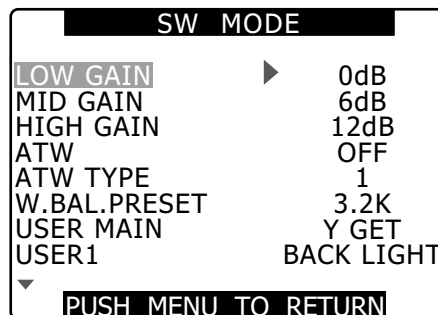 SW MODE
LOW GAIN 0dB
MID GAIN 6dB
HIGH GAIN 12dB
ATW OFF
ATW TYPE 1
W.BAL.PRESET 3.2K
USER MAIN Y GET
USER1 BACK LIGHT
PUSH MENU TO RETURN